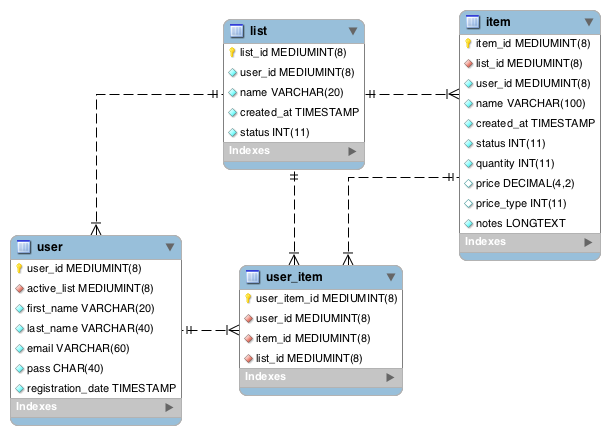 list
list_id MEDIUMINT(8)
user_id MEDIUMINT(8)
name VARCHAR(20)
created_at TIMESTAMP
status INT(11)
Indexes
item
item_id MEDIUMINT(8)
list_id MEDIUMINT(8)
user_id MEDIUMINT(8)
name VARCHAR(100)
created_at TIMESTAMP
status INT(11)
quantity INT(11)
price DECIMAL(4,2)
price_type INT(11)
notes LONGTEXT
Indexes
user
user_id MEDIUMINT(8)
active_list MEDIUMINT(8)
first_name VARCHAR(20)
last_name VARCHAR(40)
email VARCHAR(60)
pass CHAR(40)
registration_date TIMESTAMP
Indexes
user_item
user_item_id MEDIUMINT(8)
user_id MEDIUMINT(8)
item_id MEDIUMINT(8)
list_id MEDIUMINT(8)
Indexes